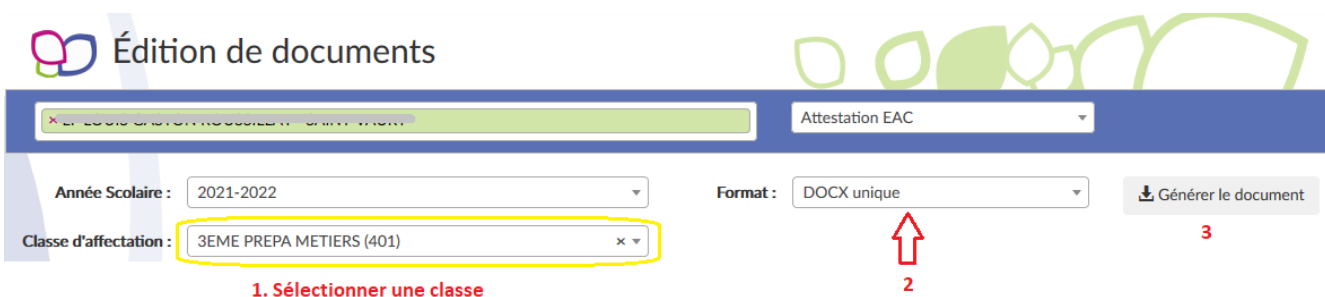 Édition de documents
×
Attestation EAC
Année Scolaire : 2021-2022 Format : DOCX unique Générer le document
Classe d'affectation : 3EME PREPA METIERS (401) × 3
1. Sélectionner une classe 2